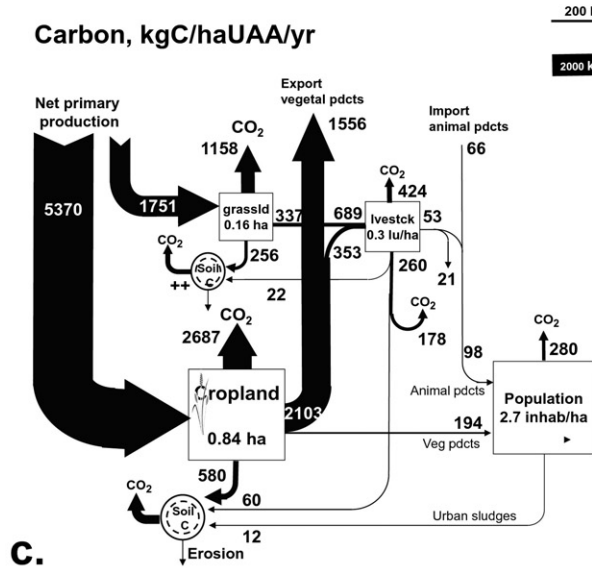 200 
Carbon, kgC/haUAA/yr
2000 k
Net primary
production
Export
vegetal pdcts
1556
Import
animal pdcts
66
CO2
1158
5370
1751
grassld
0.16 ha
337
689
CO2
424
lvestck
0.3 lu/ha
53
353
CO2
256
Soil
C
++
22
260
21
CO2
178
CO2
2687
98
CO2
280
Cropland
0.84 ha
2103
Animal pdcts
Population
2.7 inhab/ha
194
Veg pdcts
580
CO2
Soil
C
60
12
Urban sludges
Erosion
c.